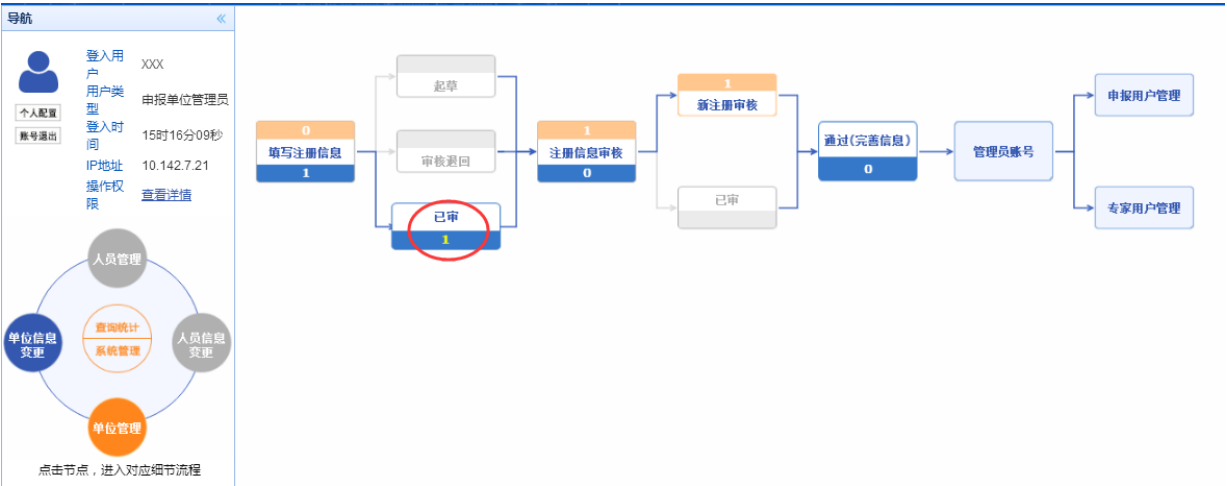 导航
«
登入用
户
XXX
用户类
型
申报单位管理员
登入时
间
15时16分09秒
IP地址
10.142.7.21
操作权
限
查看详情
个人配置
账号退出
人员管理
单位信息
变更
查询统计
系统管理
人员信息
变更
单位管理
点击节点，进入对应细节流程
0
填写注册信息
1
起草
审核退回
已审
1
1
注册信息审核
0
1
新注册审核
已审
通过(完善信息)
0
管理员账号
申报用户管理
专家用户管理